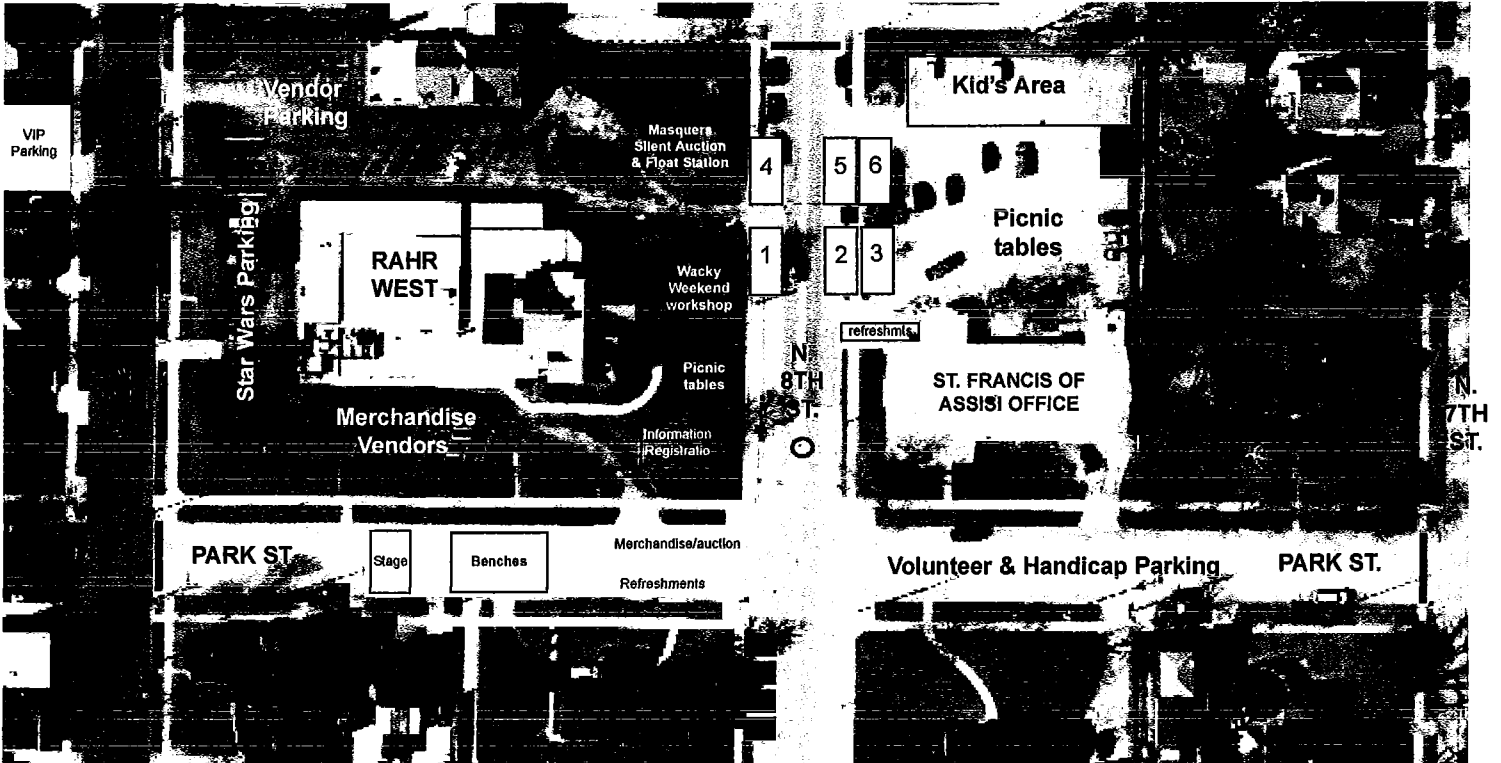 Vendor
Parking
Kid's Area
VIP
Parking
Masquers
Silent Auction
& Float Station
4
5
6
Star Wars Parking
RAHR
WEST
Picnic
tables
1
2
3
Wacky
Weekend
workshop
refreshmts
N
8TH
ST.
Picnic
tables
ST. FRANCIS OF
ASSISI OFFICE
N.
7TH
ST.
Merchandise
Vendors
Information
Registratio
PARK ST
Stage
Benches
Merchandise/auction
Refreshments
Volunteer & Handicap Parking
PARK ST.